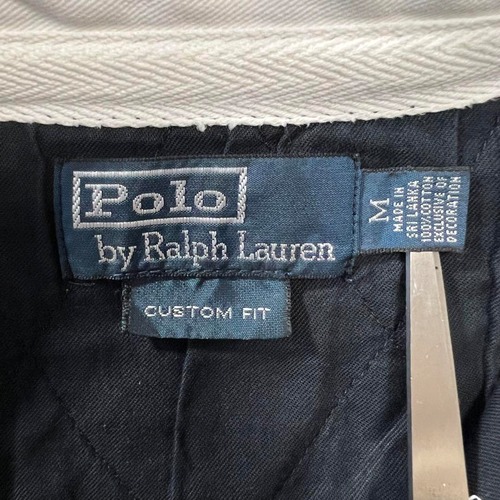 Polo
by Ralph Lauren
CUSTOM FIT
M
MADE IN
SRI LANKA
100% COTTON
EXCLUSIVE OF
DECORATION